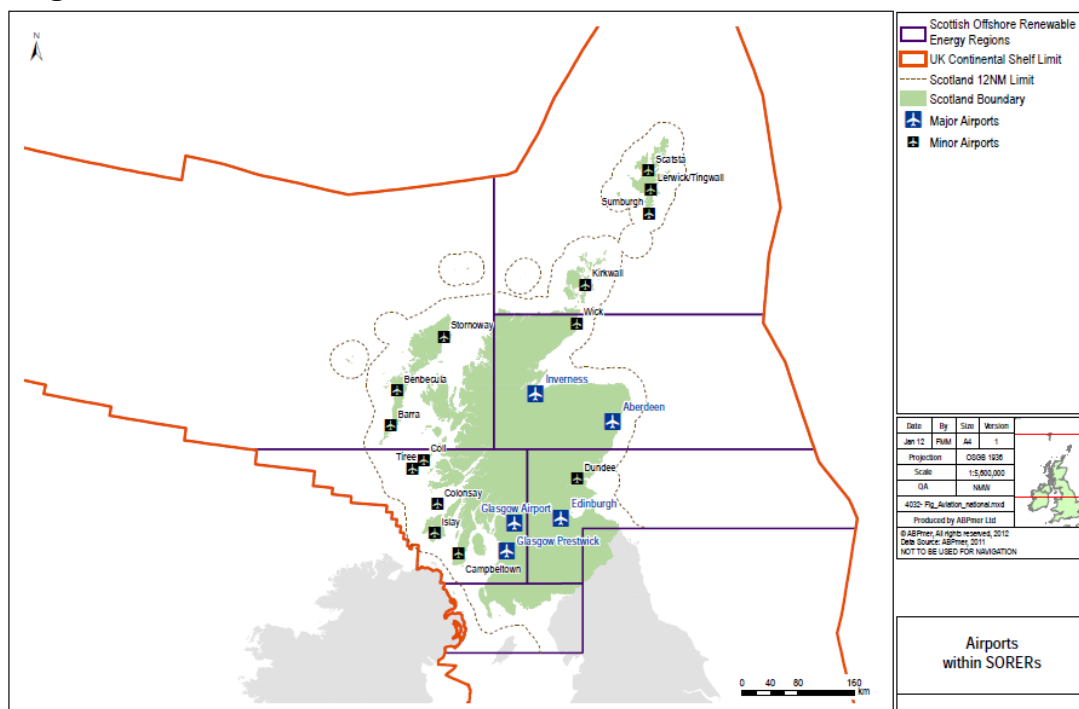 N
Scatsta
Lerwick/Tingwall
Sumburgh
Kirkwall
Wick
Stornoway
Inverness
Benbecula
Aberdeen
Barra
Coll
Tiree
Dundee
Colonsay
Glasgow Airport
Edinburgh
Islay
Glasgow Prestwick
Campbeltown
0 40 80 160
km
Scottish Offshore Renewable
Energy Regions
UK Continental Shelf Limit
Scotland 12NM Limit
Scotland Boundary
Major Airports
Minor Airports
Date By Size Version
Jan 12 FMM A4 1
Projection OSGB 1936
Scale 1:5,600,000
QA NMW
4032- Fig_Aviation_national.mxd
Produced by ABPmer Ltd
© ABPmer, All rights reserved, 2012
Data Source: ABPmer, 2011
NOT TO BE USED FOR NAVIGATION
Airports
within SORERs